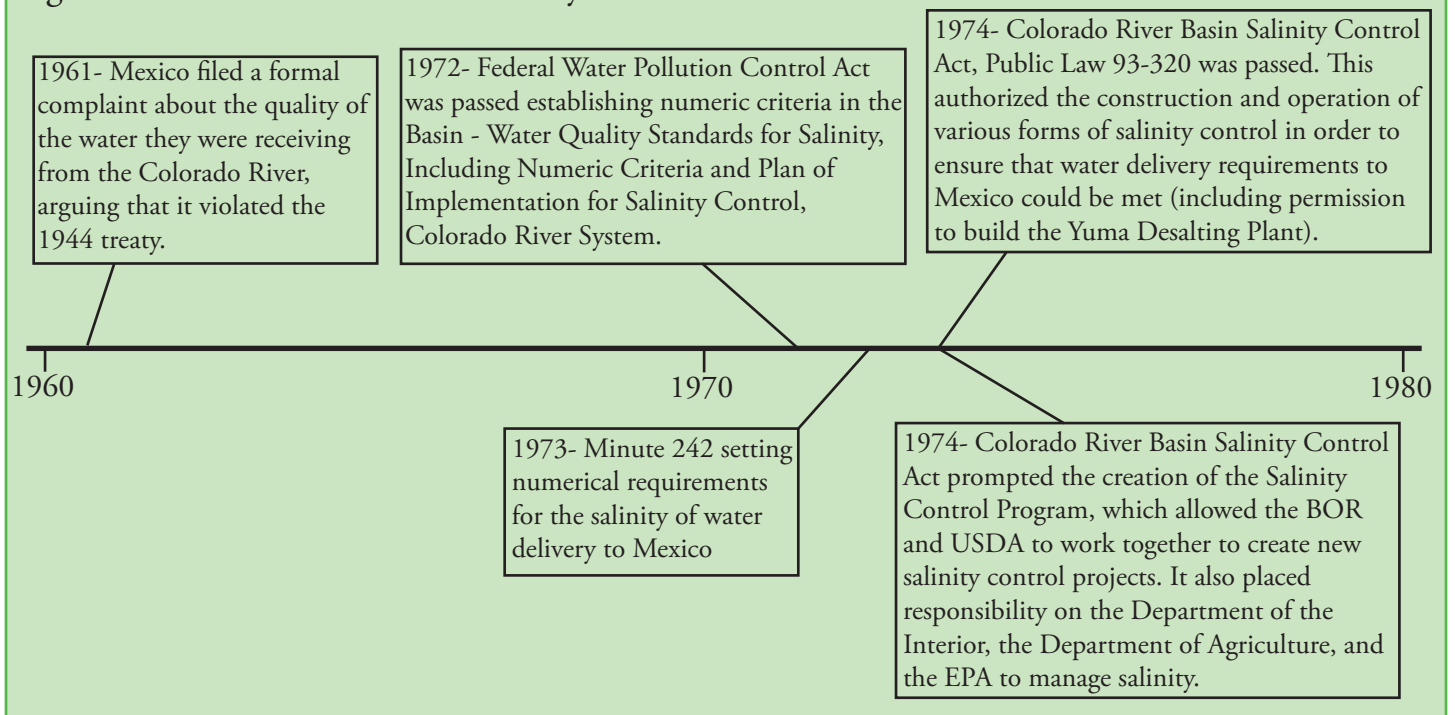 1961- Mexico filed a formal
complaint about the quality of
the water they were receiving
from the Colorado River,
arguing that it violated the
1944 treaty.
1972- Federal Water Pollution Control Act
was passed establishing numeric criteria in the
Basin - Water Quality Standards for Salinity,
Including Numeric Criteria and Plan of
Implementation for Salinity Control,
Colorado River System.
1974- Colorado River Basin Salinity Control
Act, Public Law 93-320 was passed. This
authorized the construction and operation of
various forms of salinity control in order to
ensure that water delivery requirements to
Mexico could be met (including permission
to build the Yuma Desalting Plant).
1960
1970
1980
1973- Minute 242 setting
numerical requirements
for the salinity of water
delivery to Mexico
1974- Colorado River Basin Salinity Control
Act prompted the creation of the Salinity
Control Program, which allowed the BOR
and USDA to work together to create new
salinity control projects. It also placed
responsibility on the Department of the
Interior, the Department of Agriculture, and
the EPA to manage salinity.